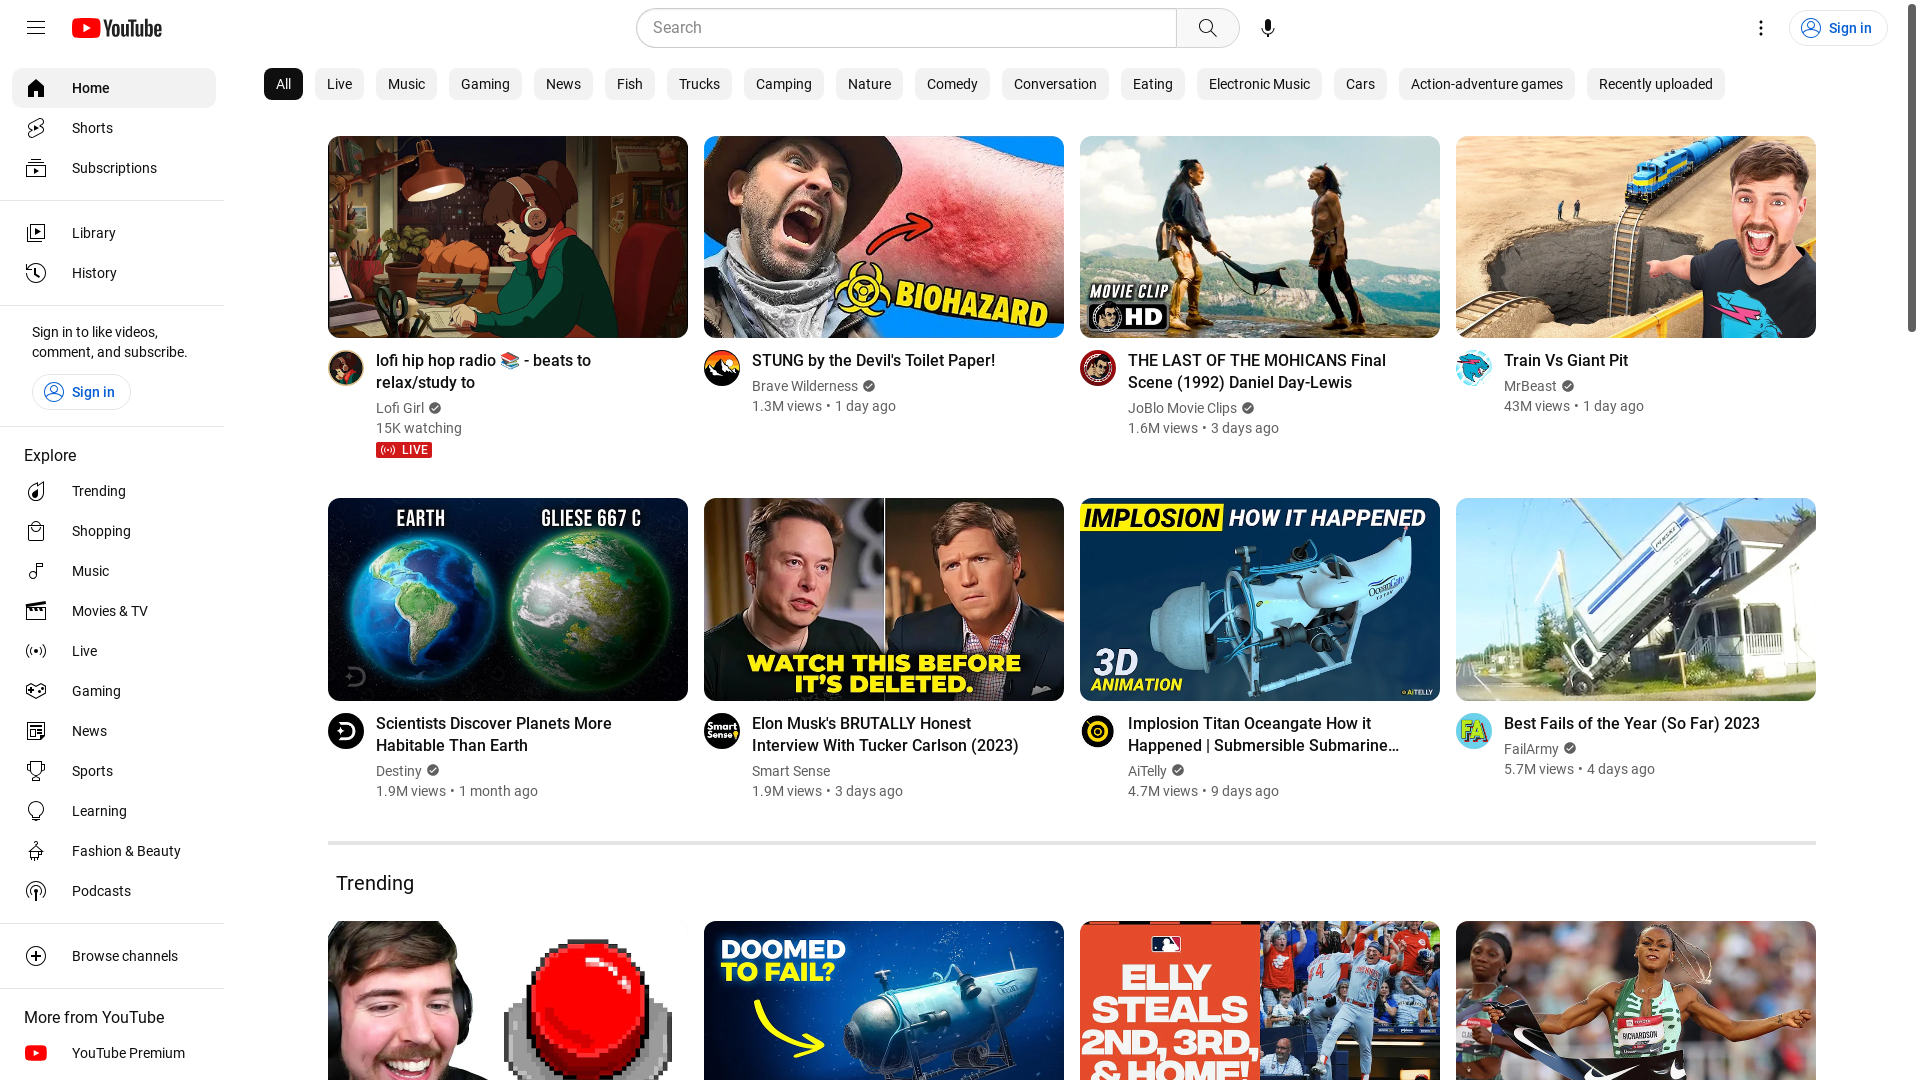 YouTube
Search
Sign in
Home
Shorts
Subscriptions
Library
History
Sign in to like videos,
comment, and subscribe.
Sign in
Explore
Trending
Shopping
Music
Movies & TV
Live
Gaming
News
Sports
Learning
Fashion & Beauty
Podcasts
Browse channels
More from YouTube
YouTube Premium
All Live Music Gaming News Fish Trucks Camping Nature Comedy Conversation Eating Electronic Music Cars Action-adventure games Recently uploaded
lofi hip hop radio 📚 - beats to
relax/study to
Lofi Girl
15K watching
LIVE
BIOHAZARD
STUNG by the Devil's Toilet Paper!
Brave Wilderness
1.3M views • 1 day ago
MOVIE CLIP
HD
THE LAST OF THE MOHICANS Final
Scene (1992) Daniel Day-Lewis
JoBlo Movie Clips
1.6M views • 3 days ago
Train Vs Giant Pit
MrBeast
43M views • 1 day ago
EARTH GLIESE 667 C
Scientists Discover Planets More
Habitable Than Earth
Destiny
1.9M views • 1 month ago
WATCH THIS BEFORE
IT'S DELETED.
Smart
Sense
Elon Musk's BRUTALLY Honest
Interview With Tucker Carlson (2023)
Smart Sense
1.9M views • 3 days ago
IMPLOSION HOW IT HAPPENED
OceanGate
TITAN
3D
ANIMATION
AITELLY
Implosion Titan Oceangate How it
Happened | Submersible Submarine...
AiTelly
4.7M views • 9 days ago
PENSKE
FA
Best Fails of the Year (So Far) 2023
FailArmy
5.7M views • 4 days ago
Trending
DOOMED
TO FAIL?
ELLY
STEALS
2ND, 3RD,
& HOME!
RICHARDSON